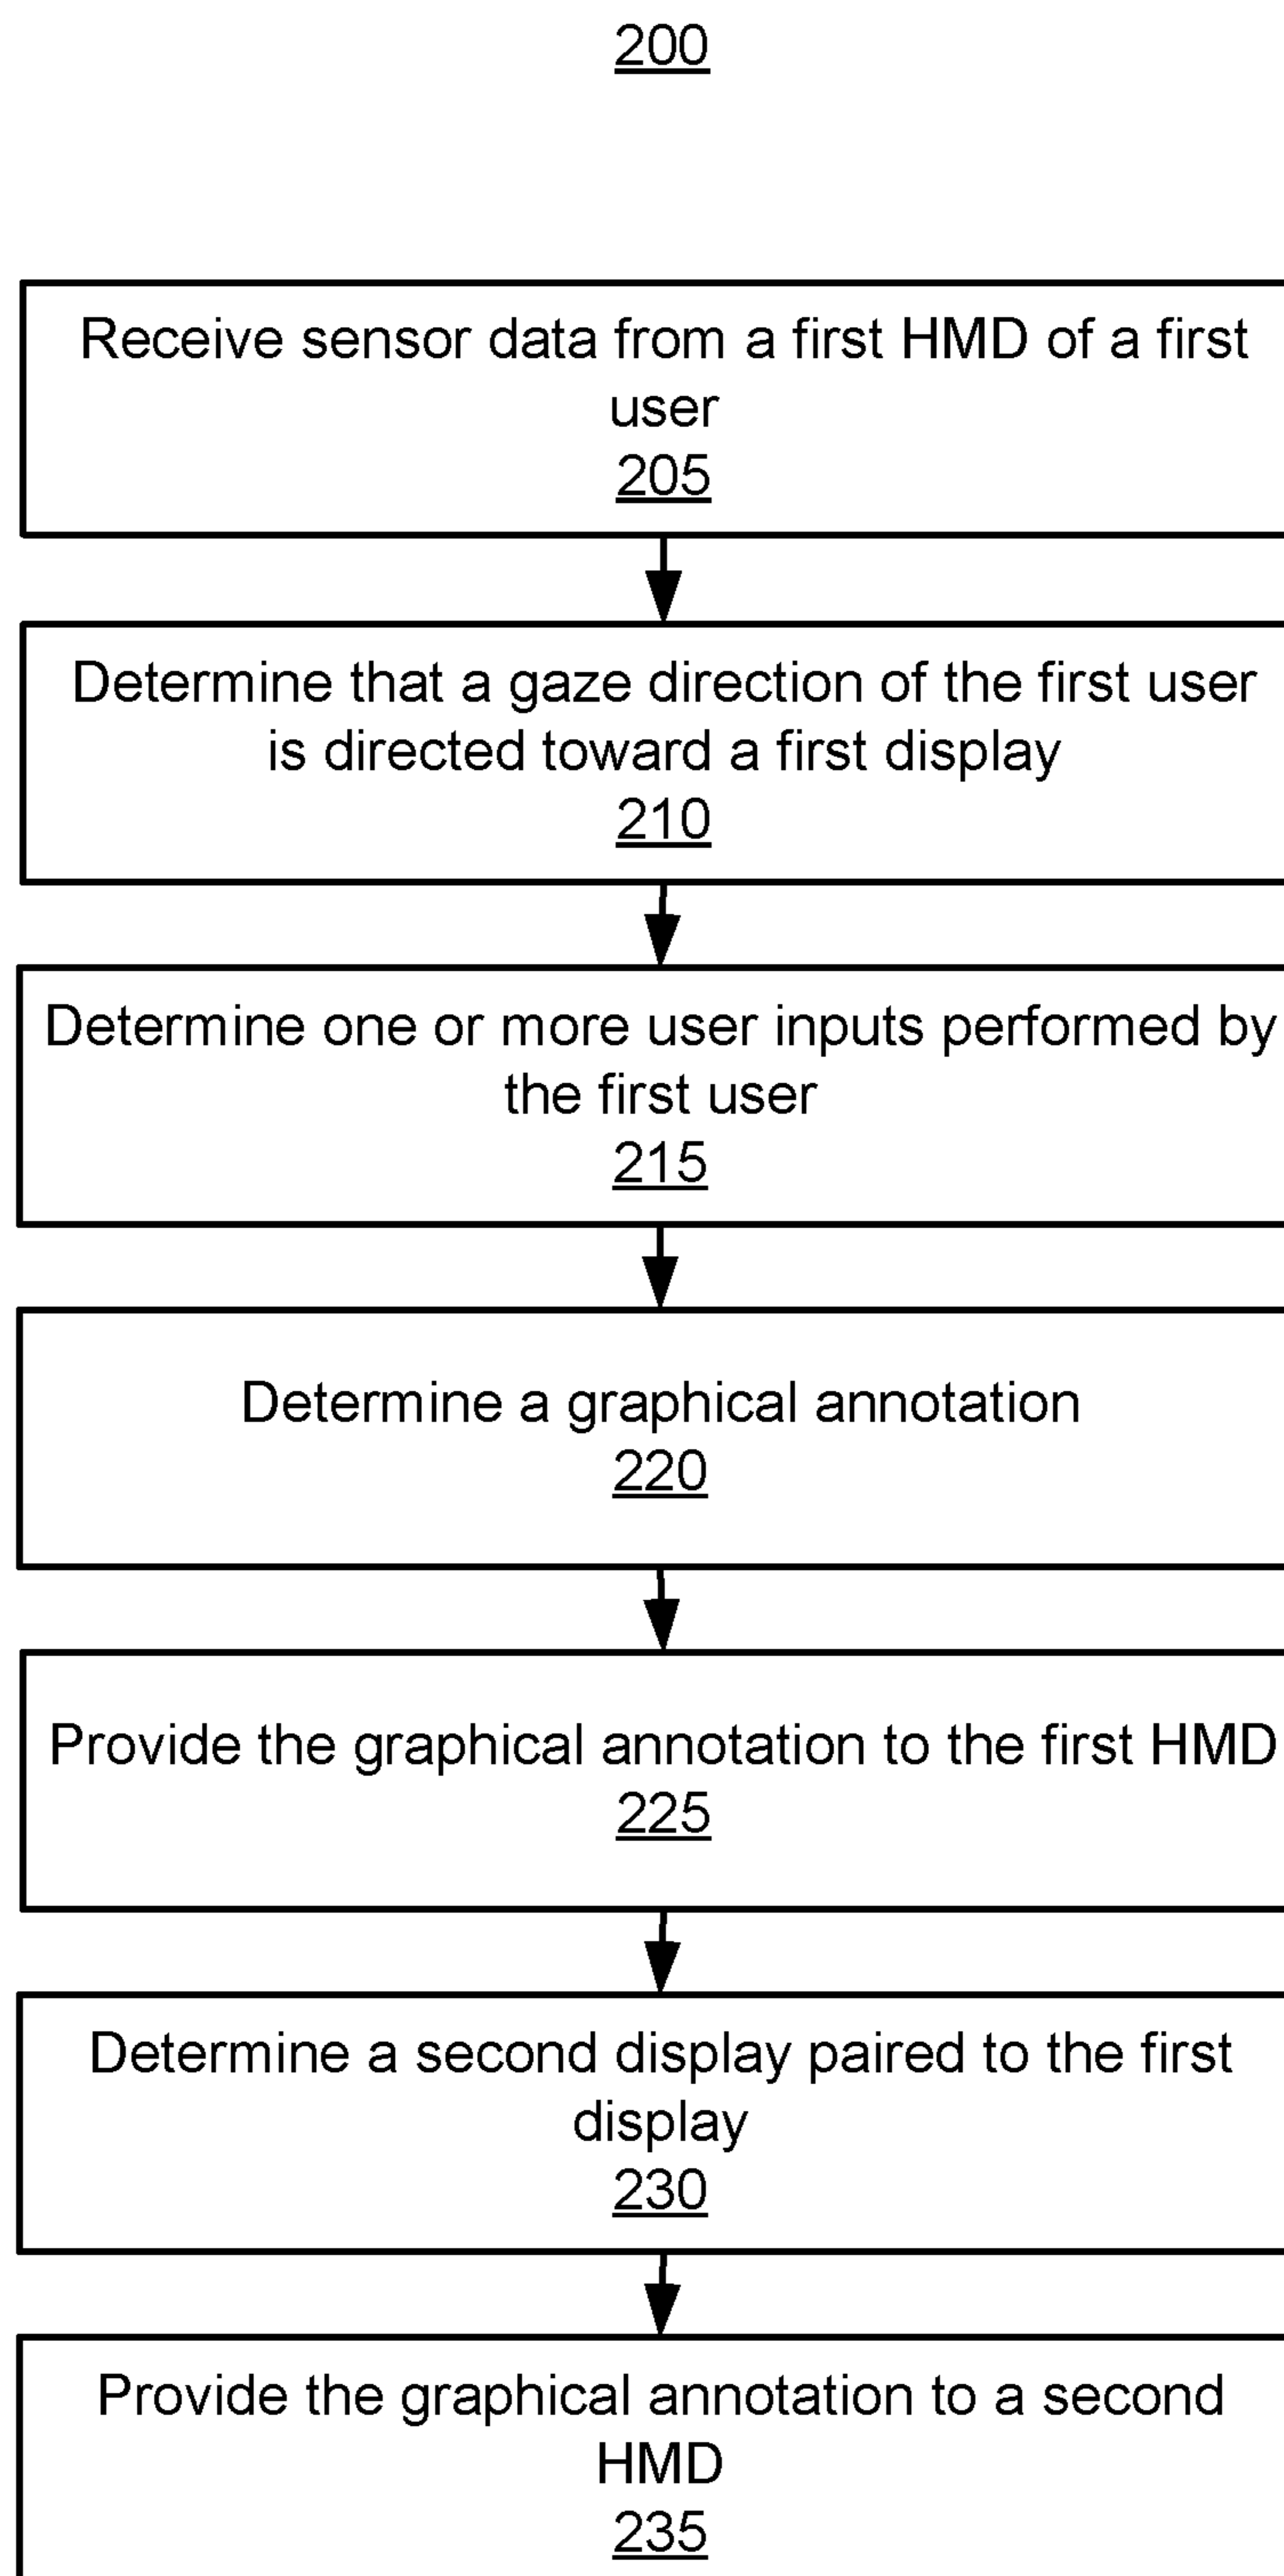 200
Receive sensor data from a first HMD of a first
user
205
Determine that a gaze direction of the first user
is directed toward a first display
210
Determine one or more user inputs performed by
the first user
215
Determine a graphical annotation
220
Provide the graphical annotation to the first HMD
225
Determine a second display paired to the first
display
230
Provide the graphical annotation to a second
HMD
235